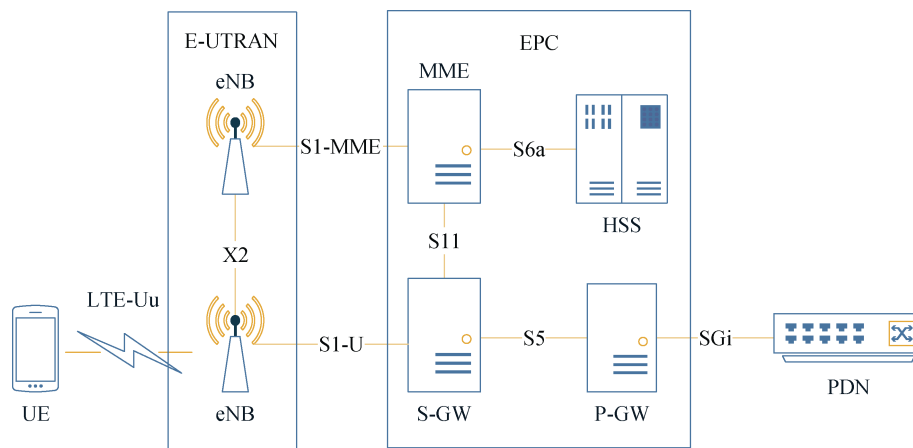 E-UTRAN
EPC
eNB
MME
S1-MME
S6a
HSS
X2
S11
LTE-Uu
S1-U
S5
SGi
UE
eNB
S-GW
P-GW
PDN